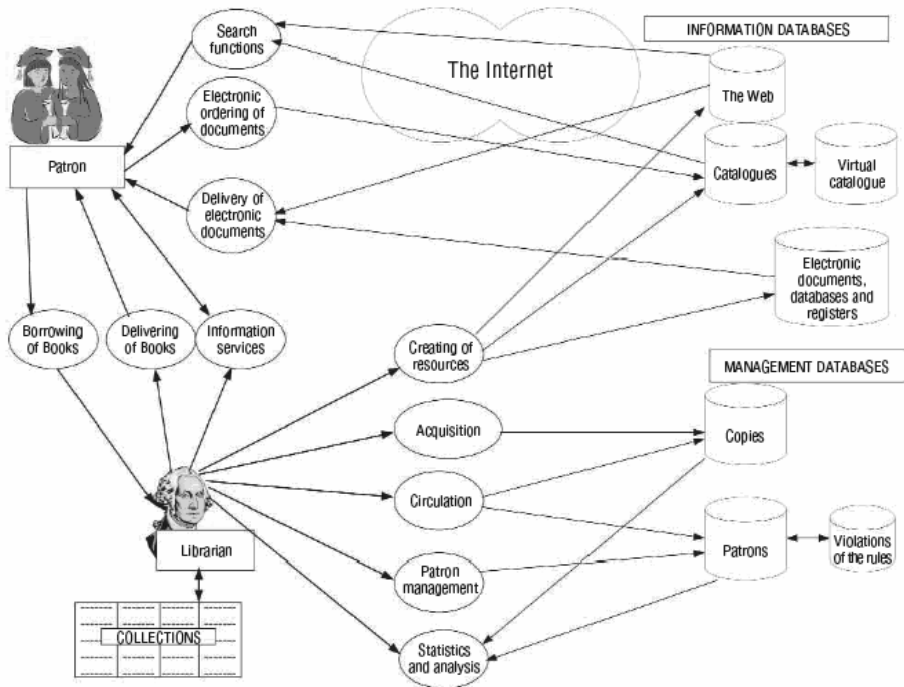 Search
functions
INFORMATION DATABASES
The Internet
The Web
Electronic
ordering of
documents
Patron
Catalogues
Virtual
catalogue
Delivery of
electronic
documents
Electronic
documents,
databases and
registers
Borrowing
of Books
Delivering
of Books
Information
services
Creating of
resources
MANAGEMENT DATABASES
Acquisition
Copies
Circulation
Librarian
Patron
management
Patrons
Violations
of the rules
COLLECTIONS
Statistics
and analysis